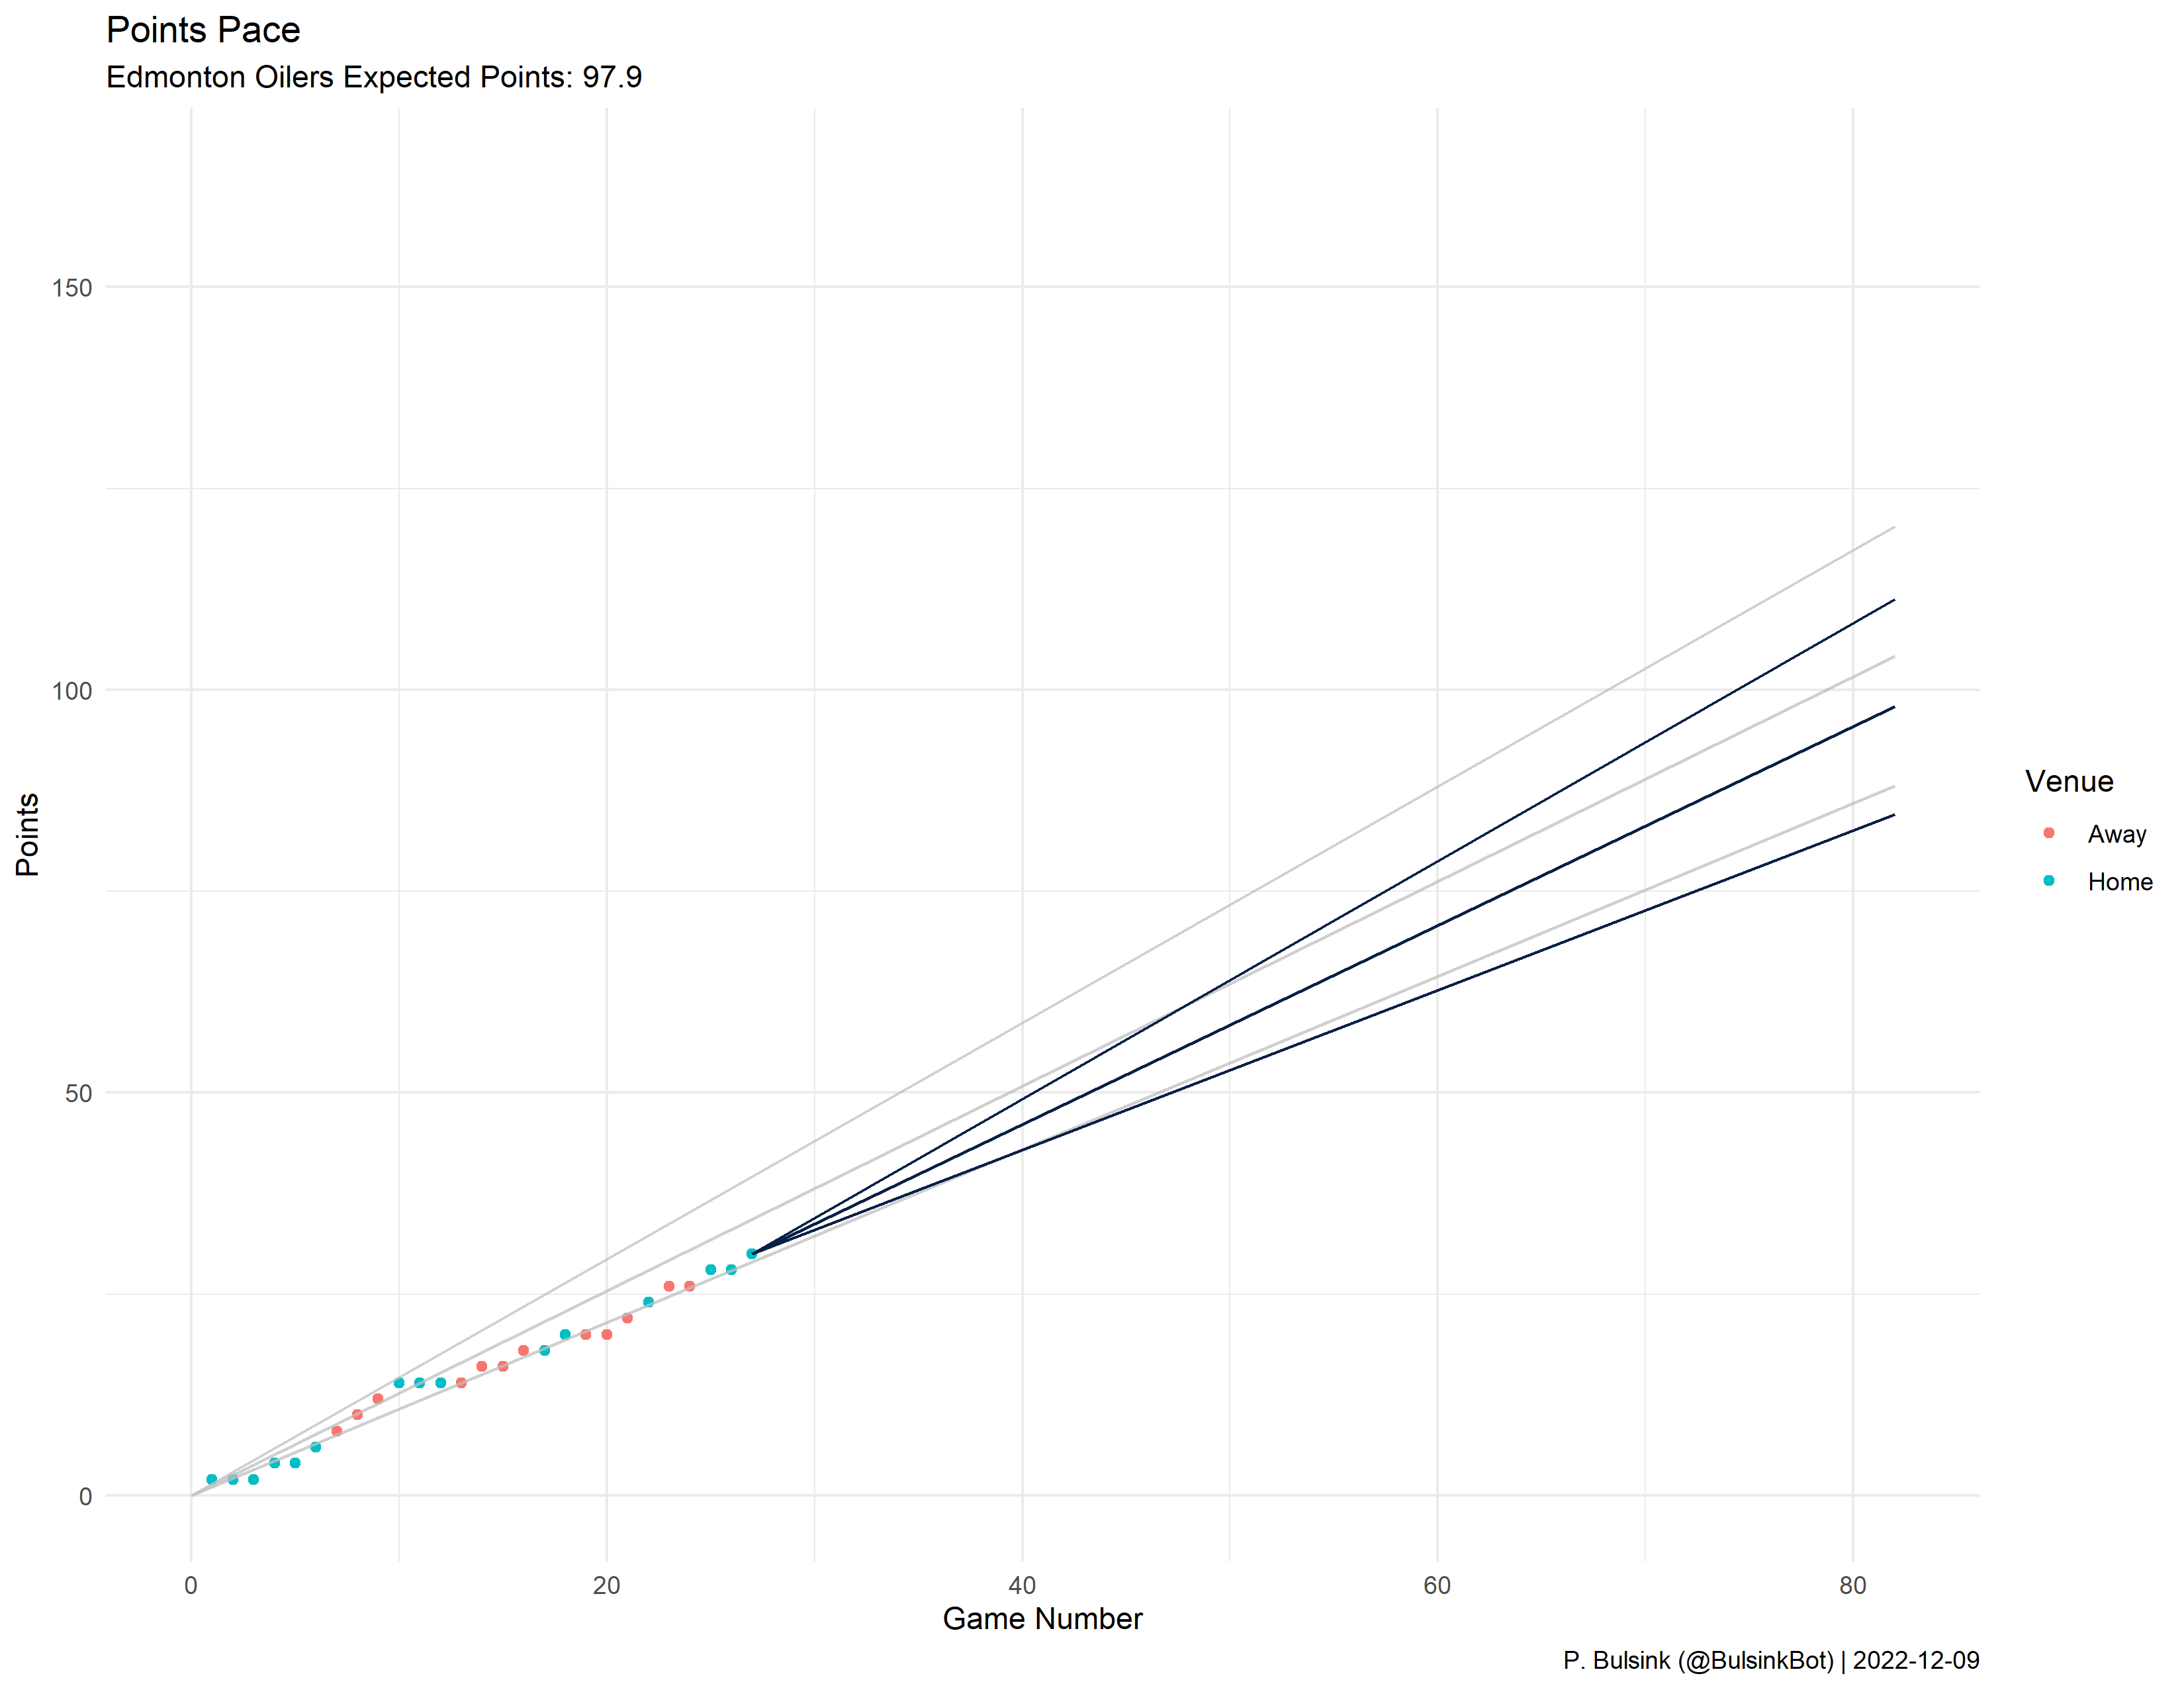 Points Pace
Edmonton Oilers Expected Points: 97.9
150
100
50
0
Points
0
20
40
60
80
Game Number
Venue
Away
Home
P. Bulsink (@BulsinkBot) | 2022-12-09